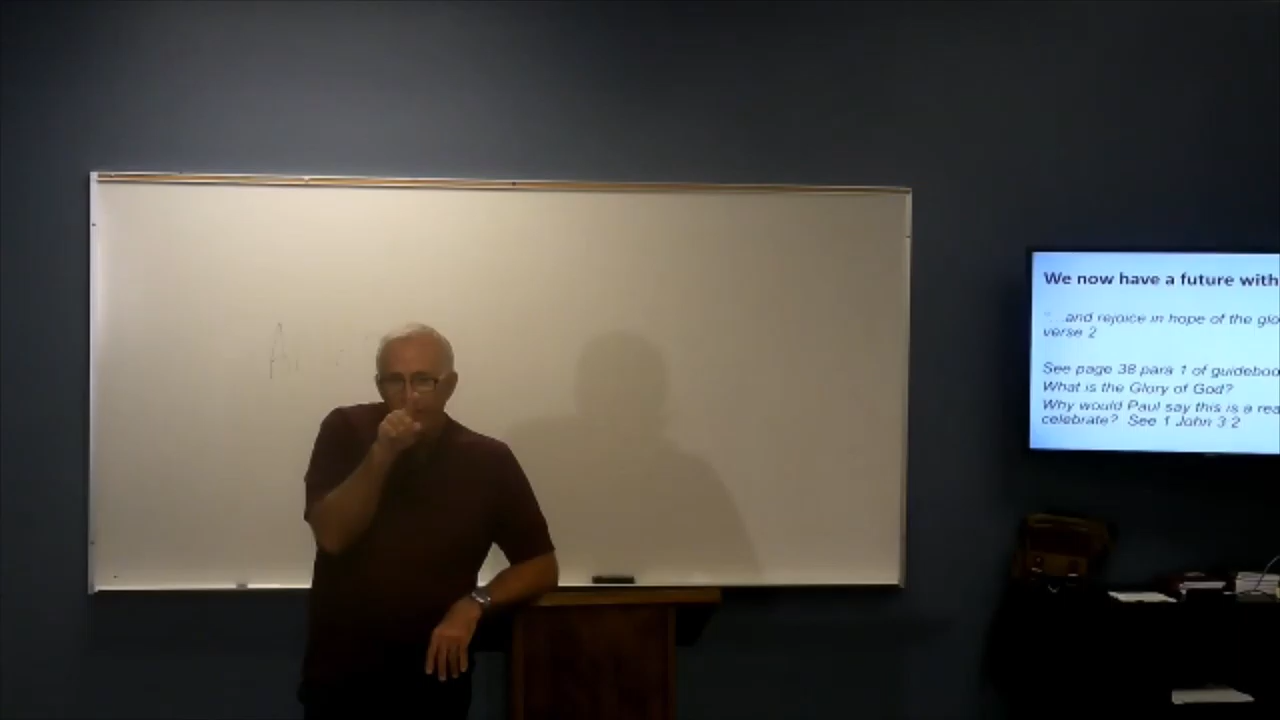 We now have a future with
"...and rejoice in hope of the glo
verse 2
See page 38 para 1 of guideboo
What is the Glory of God?
Why would Paul say this is a rea
celebrate? See 1 John 3:2